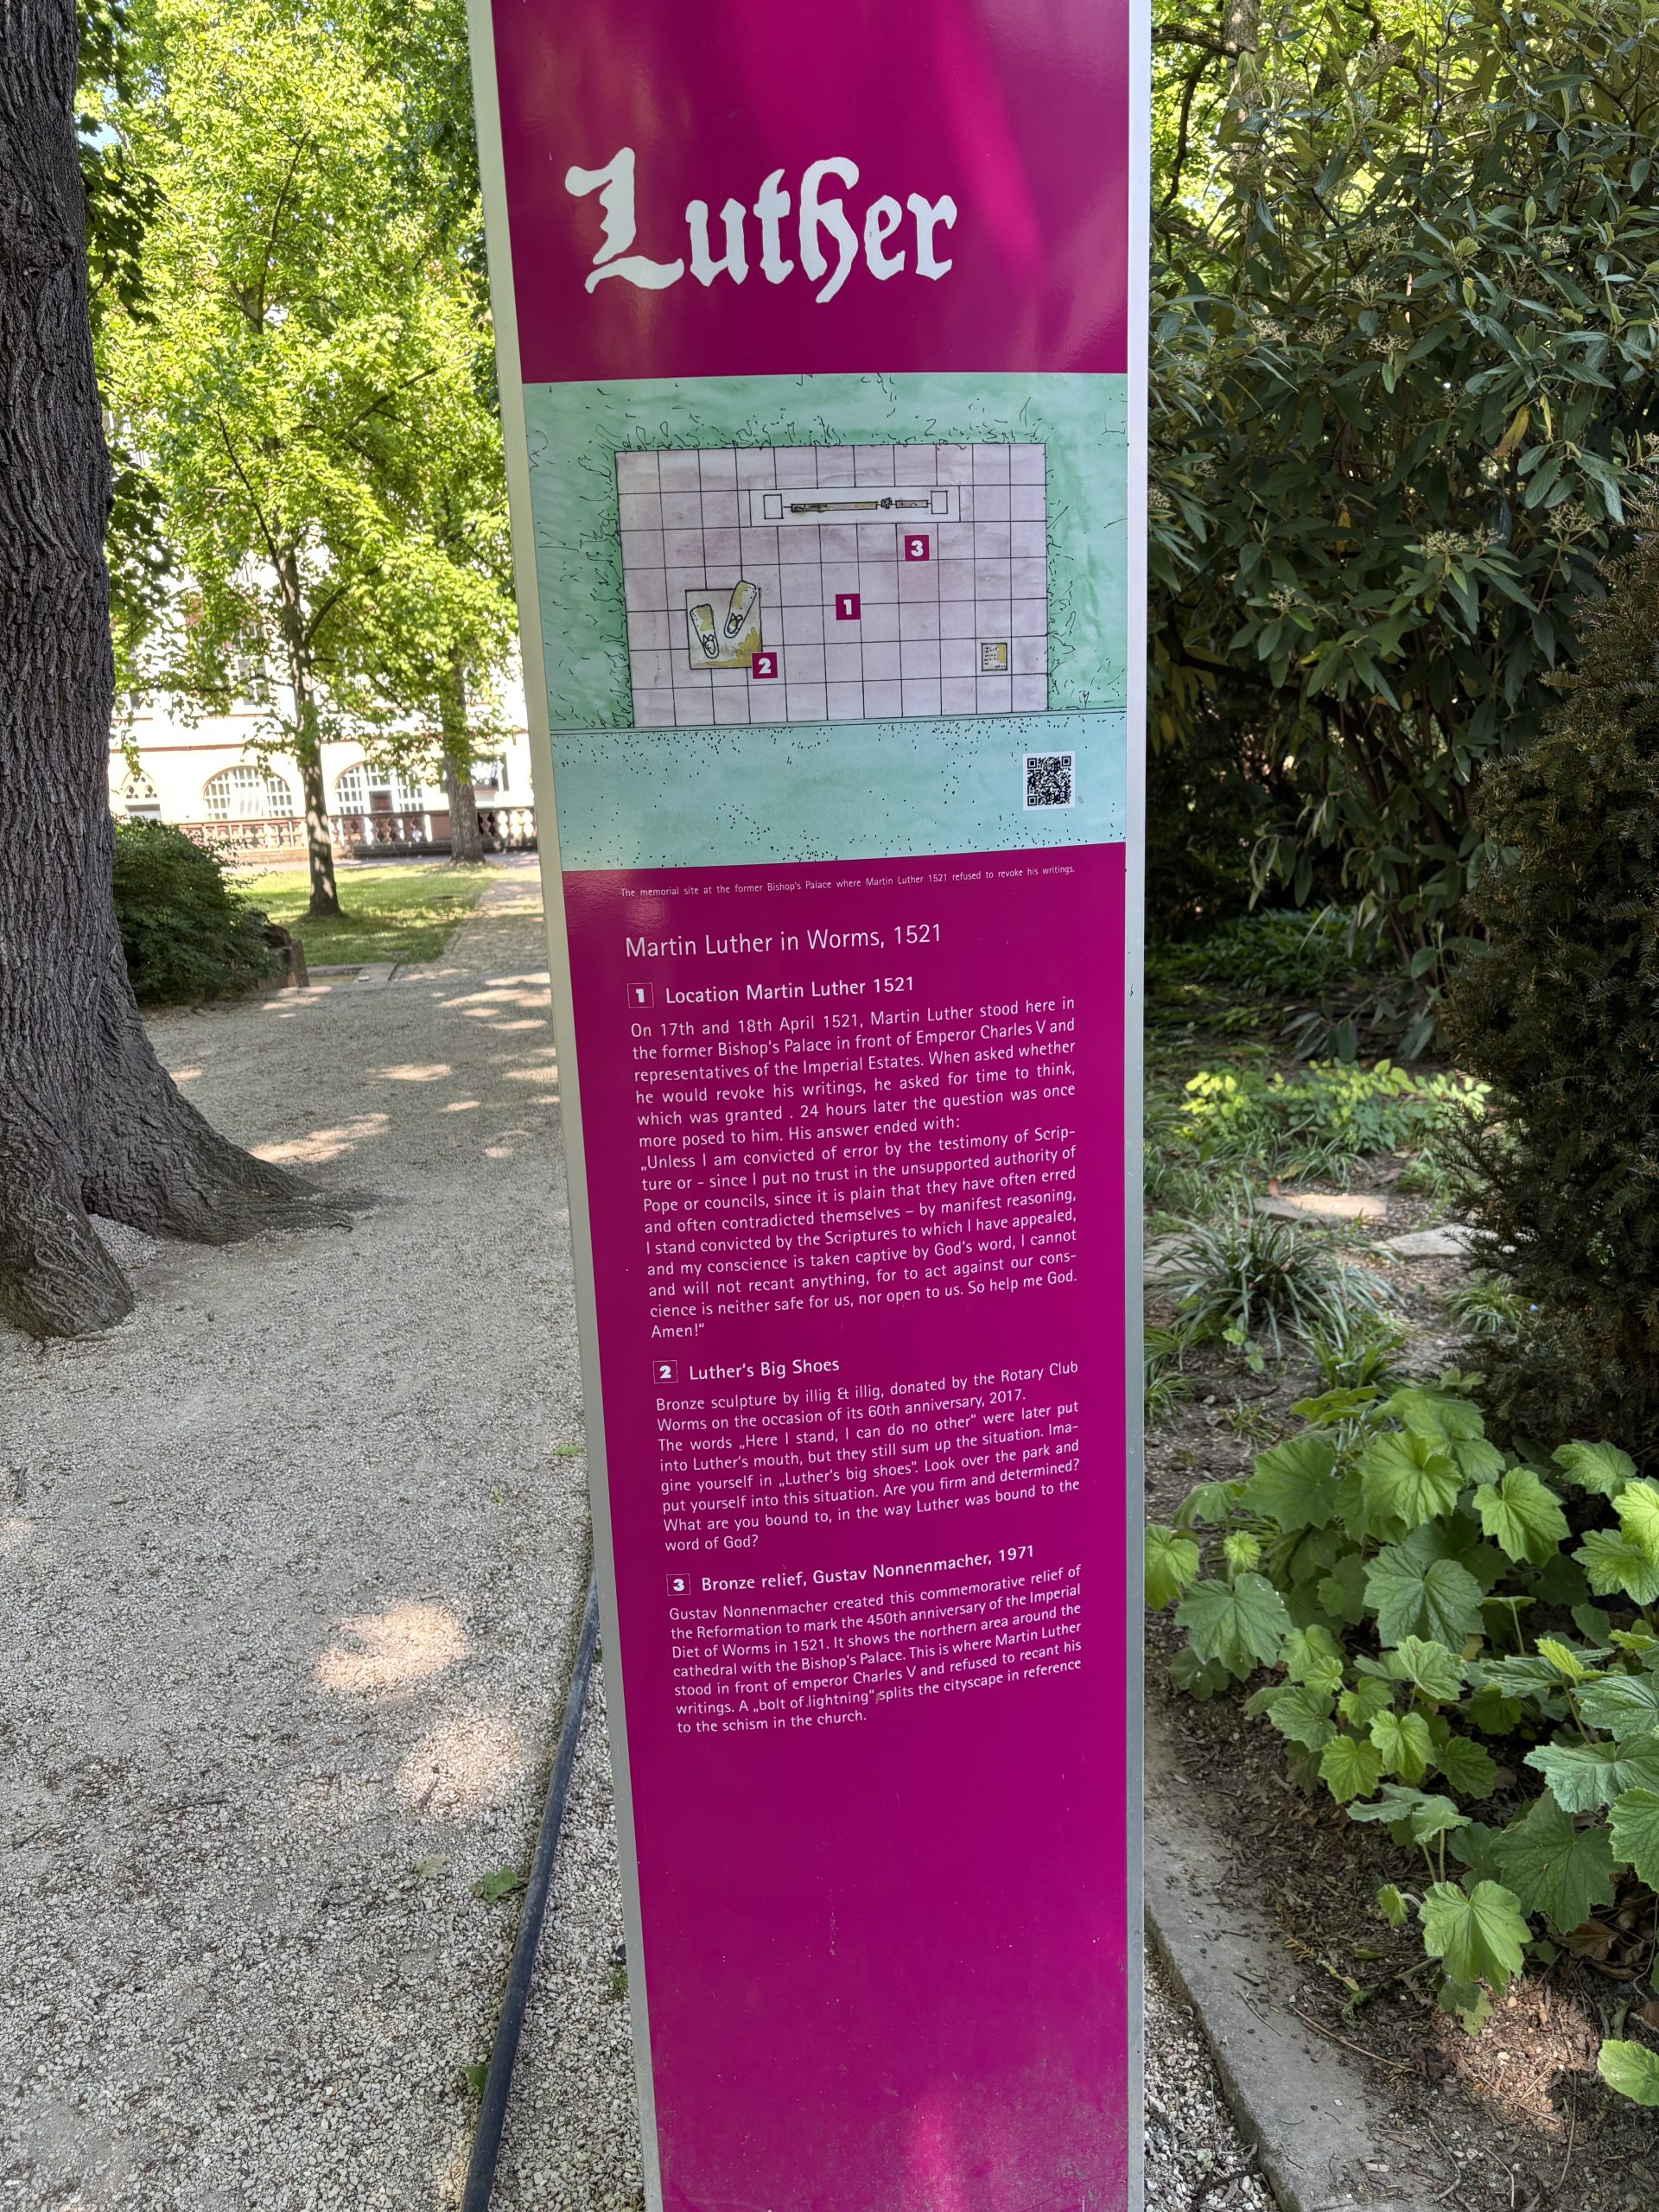 Luther
3
1
2
The memorial site at the former Bishop's Palace where Martin Luther 1521 refused to revoke his writings.
Martin Luther in Worms, 1521
1 Location Martin Luther 1521
On 17th and 18th April 1521, Martin Luther stood here in
the former Bishop's Palace in front of Emperor Charles V and
representatives of the Imperial Estates. When asked whether
he would revoke his writings, he asked for time to think,
which was granted . 24 hours later the question was once
more posed to him. His answer ended with:
„Unless I am convicted of error by the testimony of Scrip-
ture or - since I put no trust in the unsupported authority of
Pope or councils, since it is plain that they have often erred
and often contradicted themselves – by manifest reasoning,
I stand convicted by the Scriptures to which I have appealed,
and my conscience is taken captive by God's word, I cannot
and will not recant anything, for to act against our cons-
cience is neither safe for us, nor open to us. So help me God.
Amen!“
2 Luther's Big Shoes
Bronze sculpture by illig & illig, donated by the Rotary Club
Worms on the occasion of its 60th anniversary, 2017.
The words „Here I stand, I can do no other“ were later put
into Luther's mouth, but they still sum up the situation. Ima-
gine yourself in „Luther's big shoes“. Look over the park and
put yourself into this situation. Are you firm and determined?
What are you bound to, in the way Luther was bound to the
word of God?
3 Bronze relief, Gustav Nonnenmacher, 1971
Gustav Nonnenmacher created this commemorative relief of
the Reformation to mark the 450th anniversary of the Imperial
Diet of Worms in 1521. It shows the northern area around the
cathedral with the Bishop's Palace. This is where Martin Luther
stood in front of emperor Charles V and refused to recant his
writings. A „bolt of lightning“ splits the cityscape in reference
to the schism in the church.